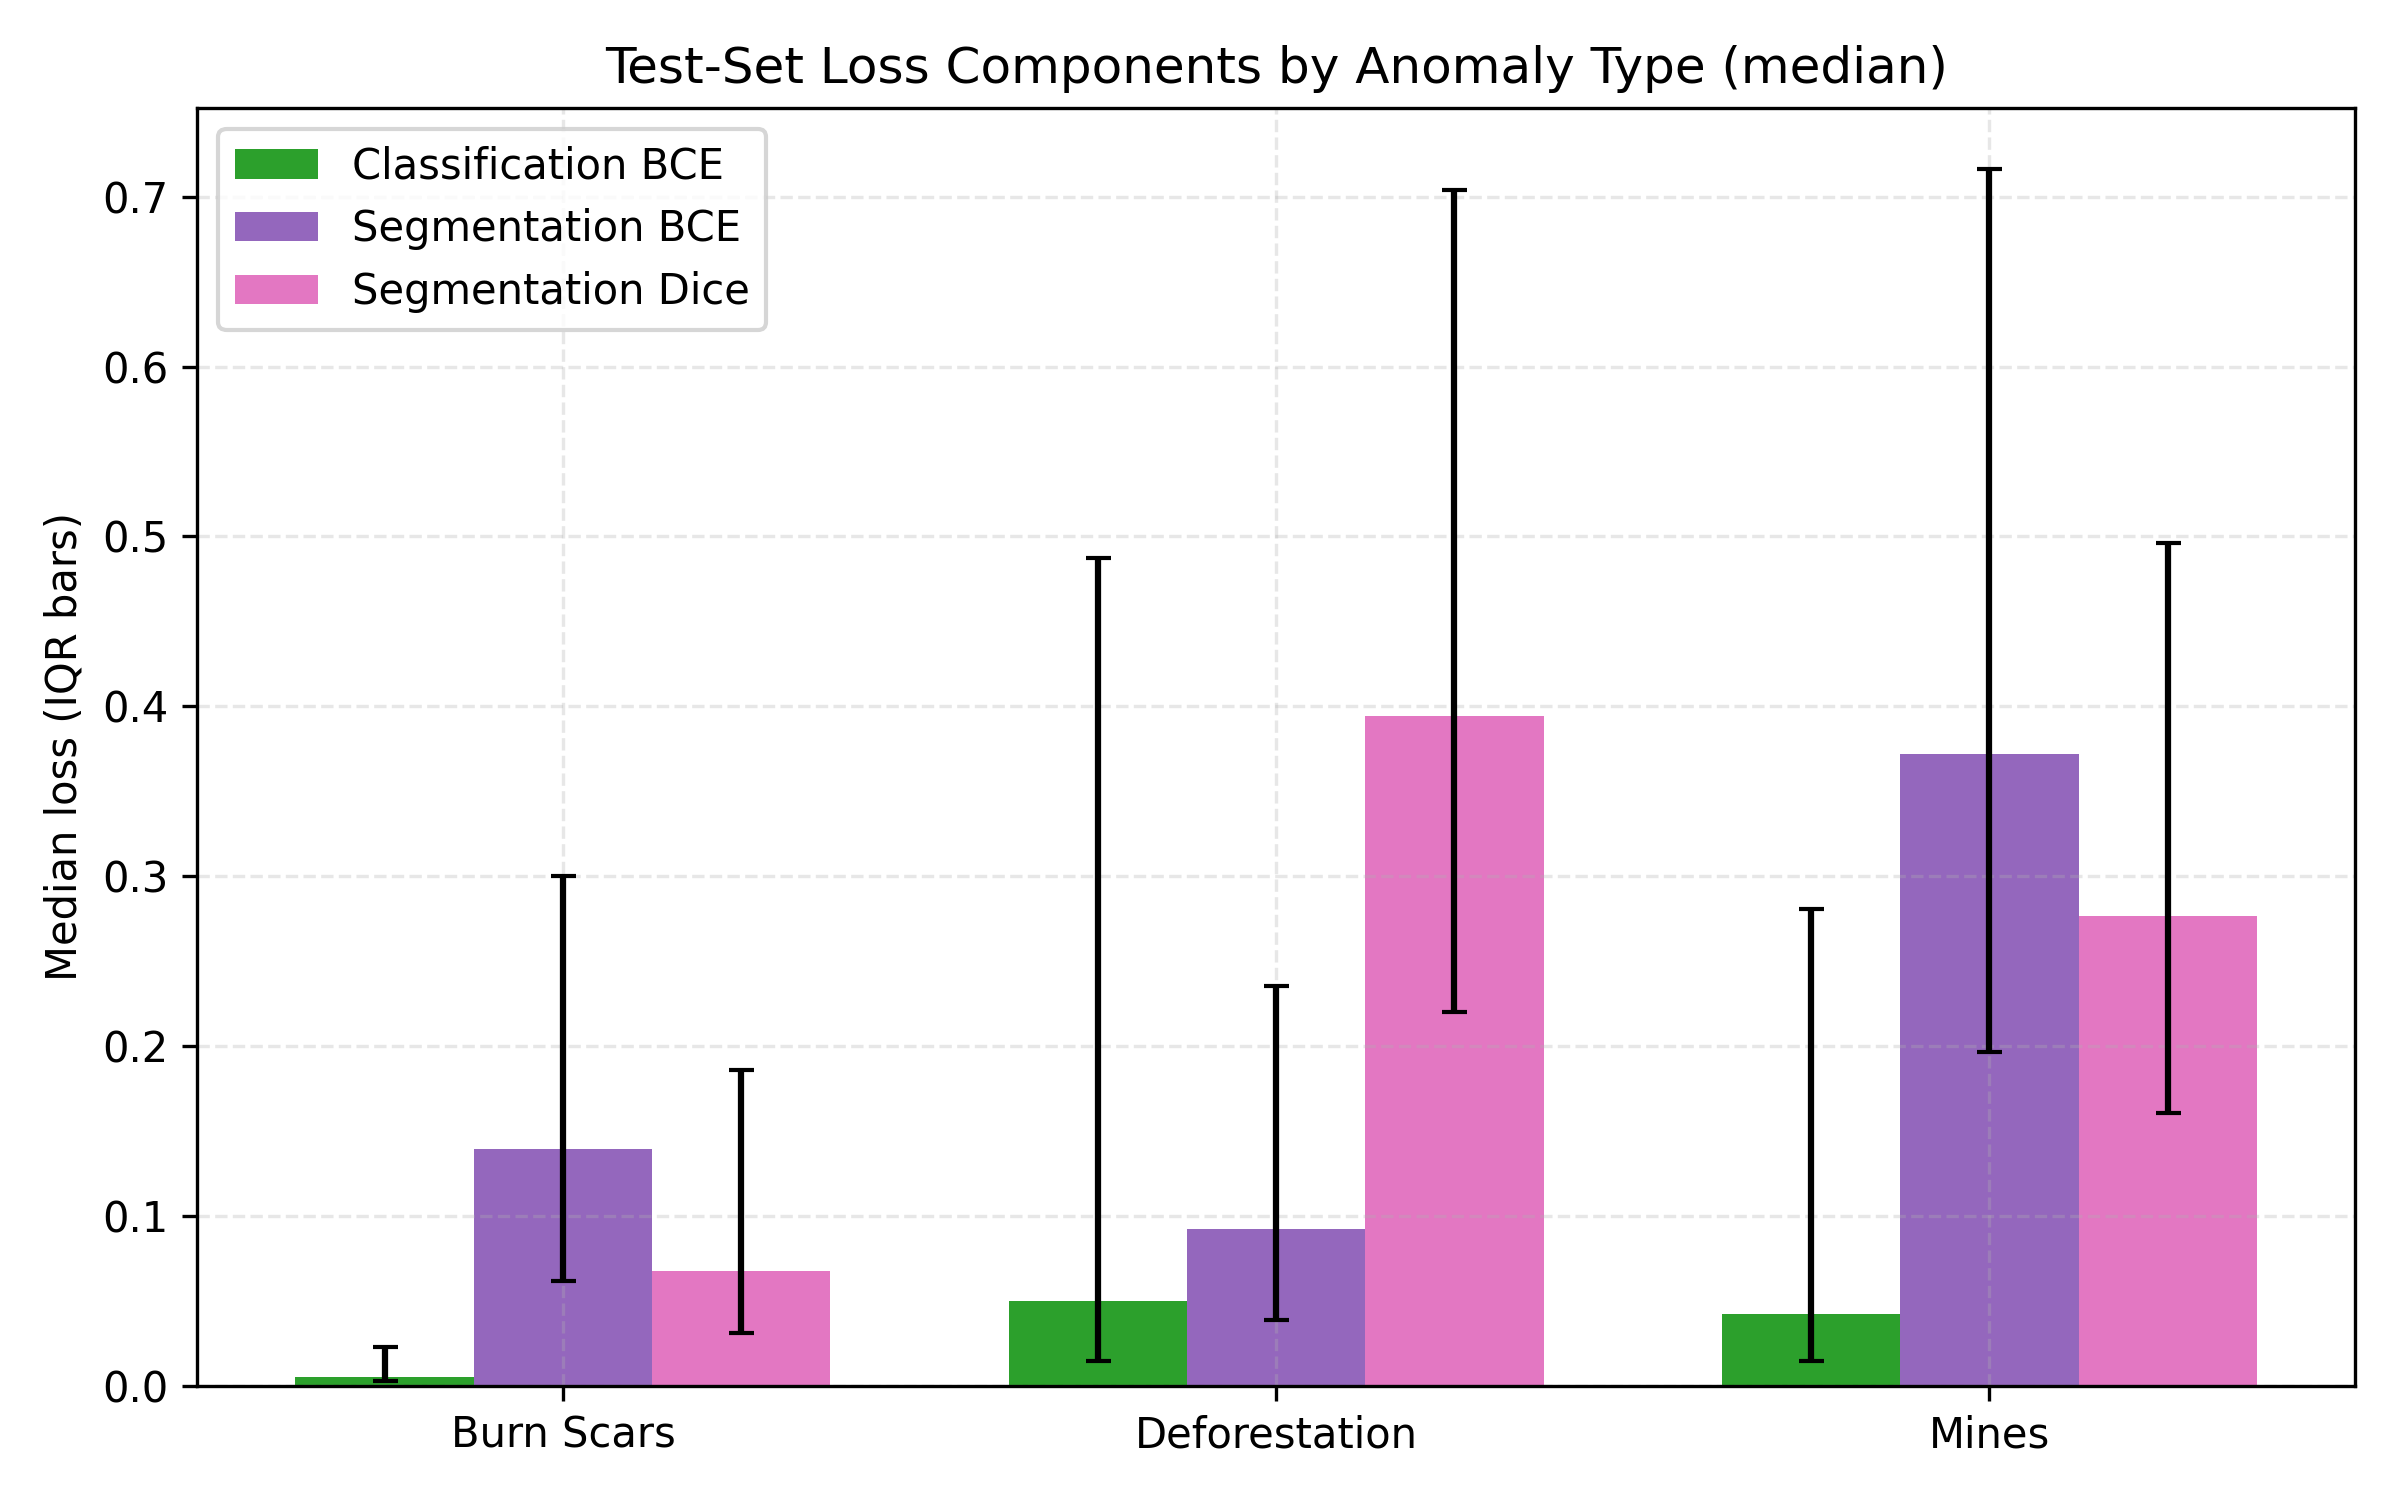 Test-Set Loss Components by Anomaly Type (median)
Classification BCE
Segmentation BCE
Segmentation Dice
Median loss (IQR bars)
0.7
0.6
0.5
0.4
0.3
0.2
0.1
0.0
Burn Scars
Deforestation
Mines